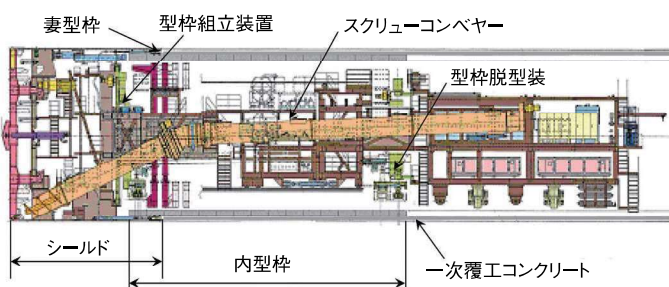 妻型枠
型枠組立装置
スクリューコンベヤー
型枠脱型装
シールド
内型枠
一次覆工コンクリート